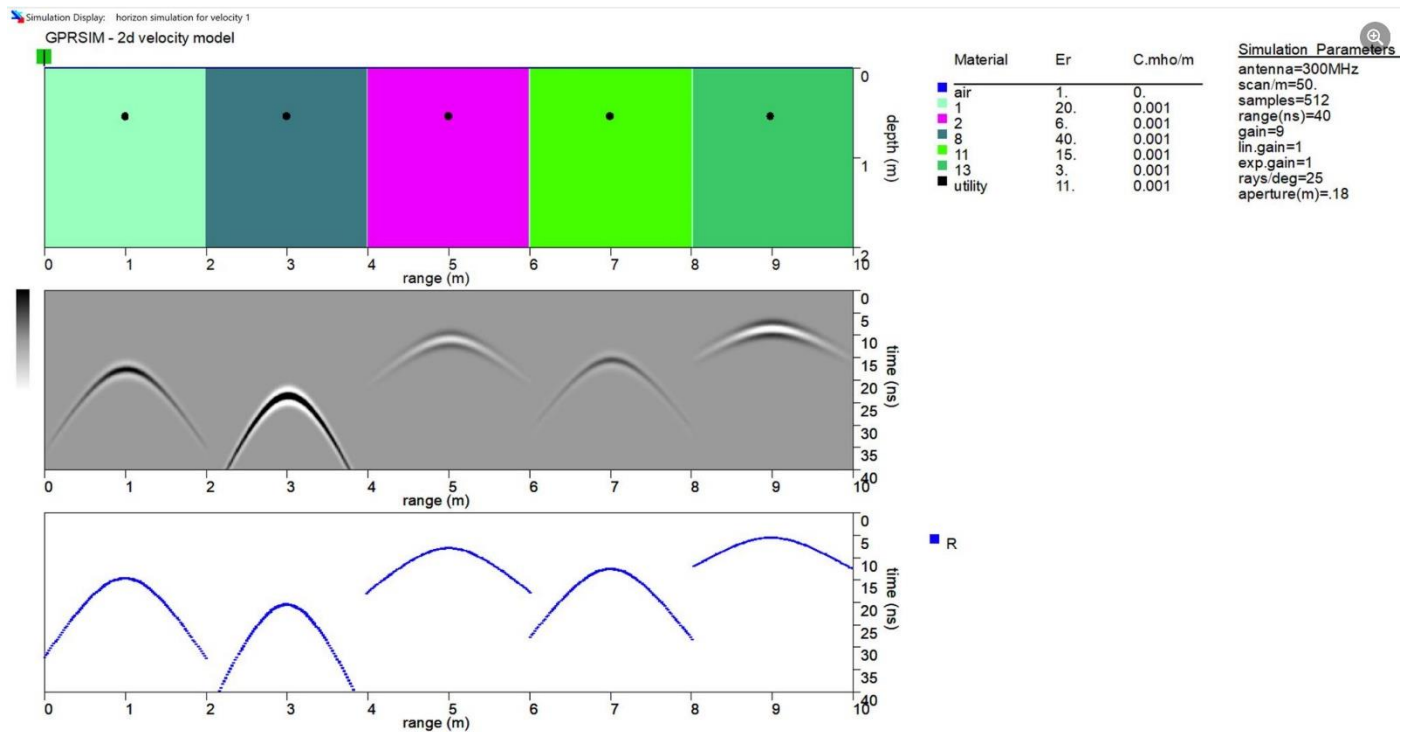 Simulation Display: horizon simulation for velocity 1
GPRSIM - 2d velocity model
0
1
2
depth (m)
0 1 2 3 4 5 6 7 8 9 10
range (m)
Material Er C.mho/m
air 1. 0.
1 20. 0.001
2 6. 0.001
8 40. 0.001
11 15. 0.001
13 3. 0.001
utility 11. 0.001
Simulation Parameters
antenna=300MHz
scan/m=50.
samples=512
range(ns)=40
gain=9
lin.gain=1
exp.gain=1
rays/deg=25
aperture(m)=.18
0
5
10
15
20
25
30
35
40
time (ns)
0 1 2 3 4 5 6 7 8 9 10
range (m)
0
5
10
15
20
25
30
35
40
time (ns)
0 1 2 3 4 5 6 7 8 9 10
range (m)
R